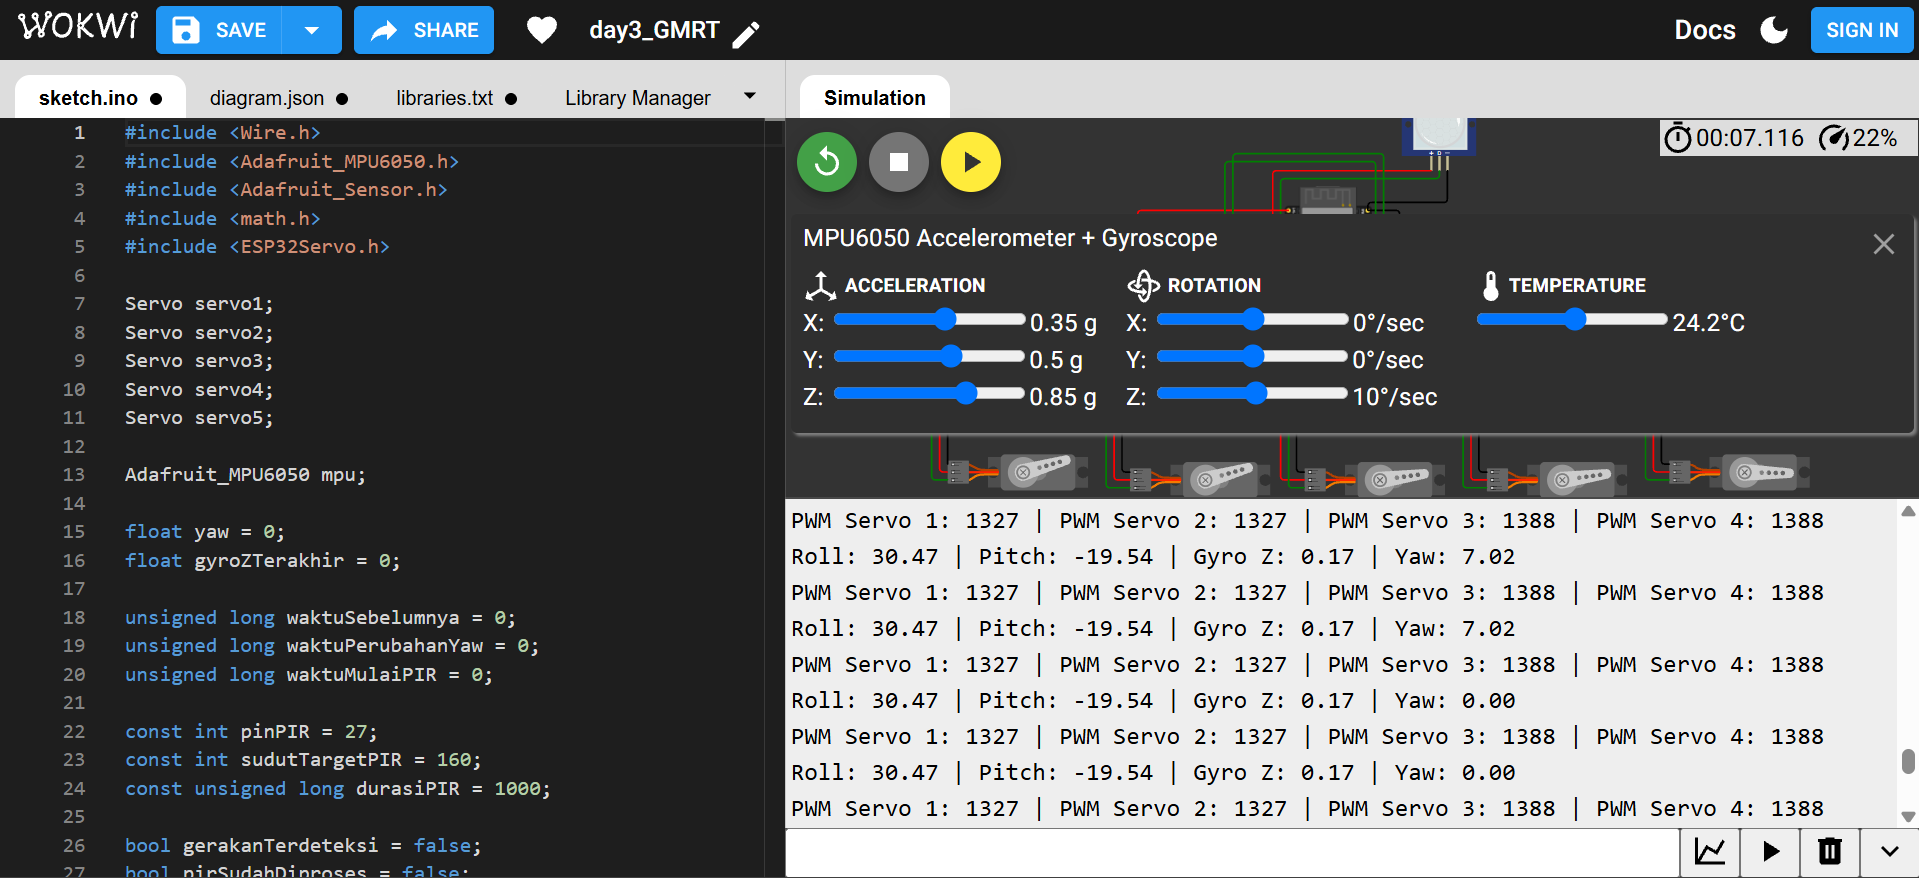 WOKWi SAVE SHARE day3_GMRT Docs SIGN IN
sketch.ino diagram.json libraries.txt Library Manager
1 #include <Wire.h>
2 #include <Adafruit_MPU6050.h>
3 #include <Adafruit_Sensor.h>
4 #include <math.h>
5 #include <ESP32Servo.h>
6
7 Servo servo1;
8 Servo servo2;
9 Servo servo3;
10 Servo servo4;
11 Servo servo5;
12
13 Adafruit_MPU6050 mpu;
14
15 float yaw = 0;
16 float gyroZTerakhir = 0;
17
18 unsigned long waktuSebelumnya = 0;
19 unsigned long waktuPerubahanYaw = 0;
20 unsigned long waktuMulaiPIR = 0;
21
22 const int pinPIR = 27;
23 const int sudutTargetPIR = 160;
24 const unsigned long durasiPIR = 1000;
25
26 bool gerakanTerdeteksi = false;
27 bool pirSudahDiproses = false;
Simulation
00:07.116 22%
MPU6050 Accelerometer + Gyroscope
ACCELERATION ROTATION TEMPERATURE
X: 0.35 g X: 0°/sec 24.2°C
Y: 0.5 g Y: 0°/sec
Z: 0.85 g Z: 10°/sec
PWM Servo 1: 1327 | PWM Servo 2: 1327 | PWM Servo 3: 1388 | PWM Servo 4: 1388
Roll: 30.47 | Pitch: -19.54 | Gyro Z: 0.17 | Yaw: 7.02
PWM Servo 1: 1327 | PWM Servo 2: 1327 | PWM Servo 3: 1388 | PWM Servo 4: 1388
Roll: 30.47 | Pitch: -19.54 | Gyro Z: 0.17 | Yaw: 7.02
PWM Servo 1: 1327 | PWM Servo 2: 1327 | PWM Servo 3: 1388 | PWM Servo 4: 1388
Roll: 30.47 | Pitch: -19.54 | Gyro Z: 0.17 | Yaw: 0.00
PWM Servo 1: 1327 | PWM Servo 2: 1327 | PWM Servo 3: 1388 | PWM Servo 4: 1388
Roll: 30.47 | Pitch: -19.54 | Gyro Z: 0.17 | Yaw: 0.00
PWM Servo 1: 1327 | PWM Servo 2: 1327 | PWM Servo 3: 1388 | PWM Servo 4: 1388